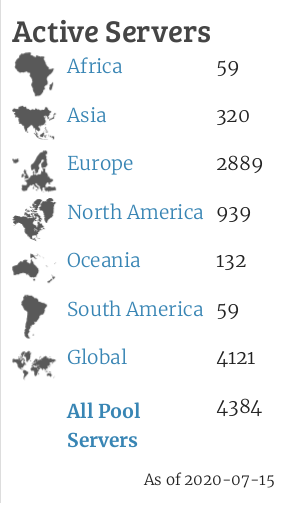 Active Servers
Africa 59
Asia 320
Europe 2889
North America 939
Oceania 132
South America 59
Global 4121
All Pool 4384
Servers
As of 2020-07-15